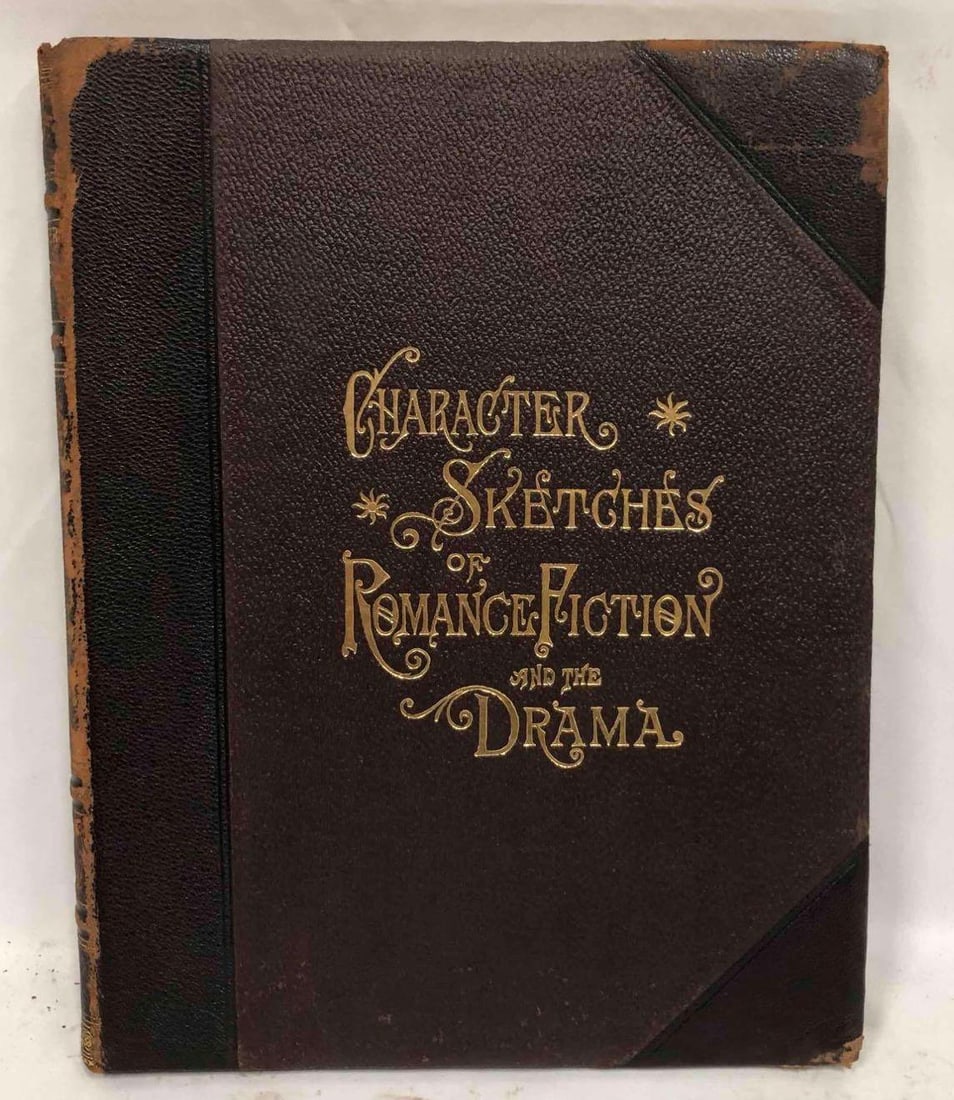 CHARACTER
SKETCHES
OF
ROMANCE FICTION
AND THE
DRAMA